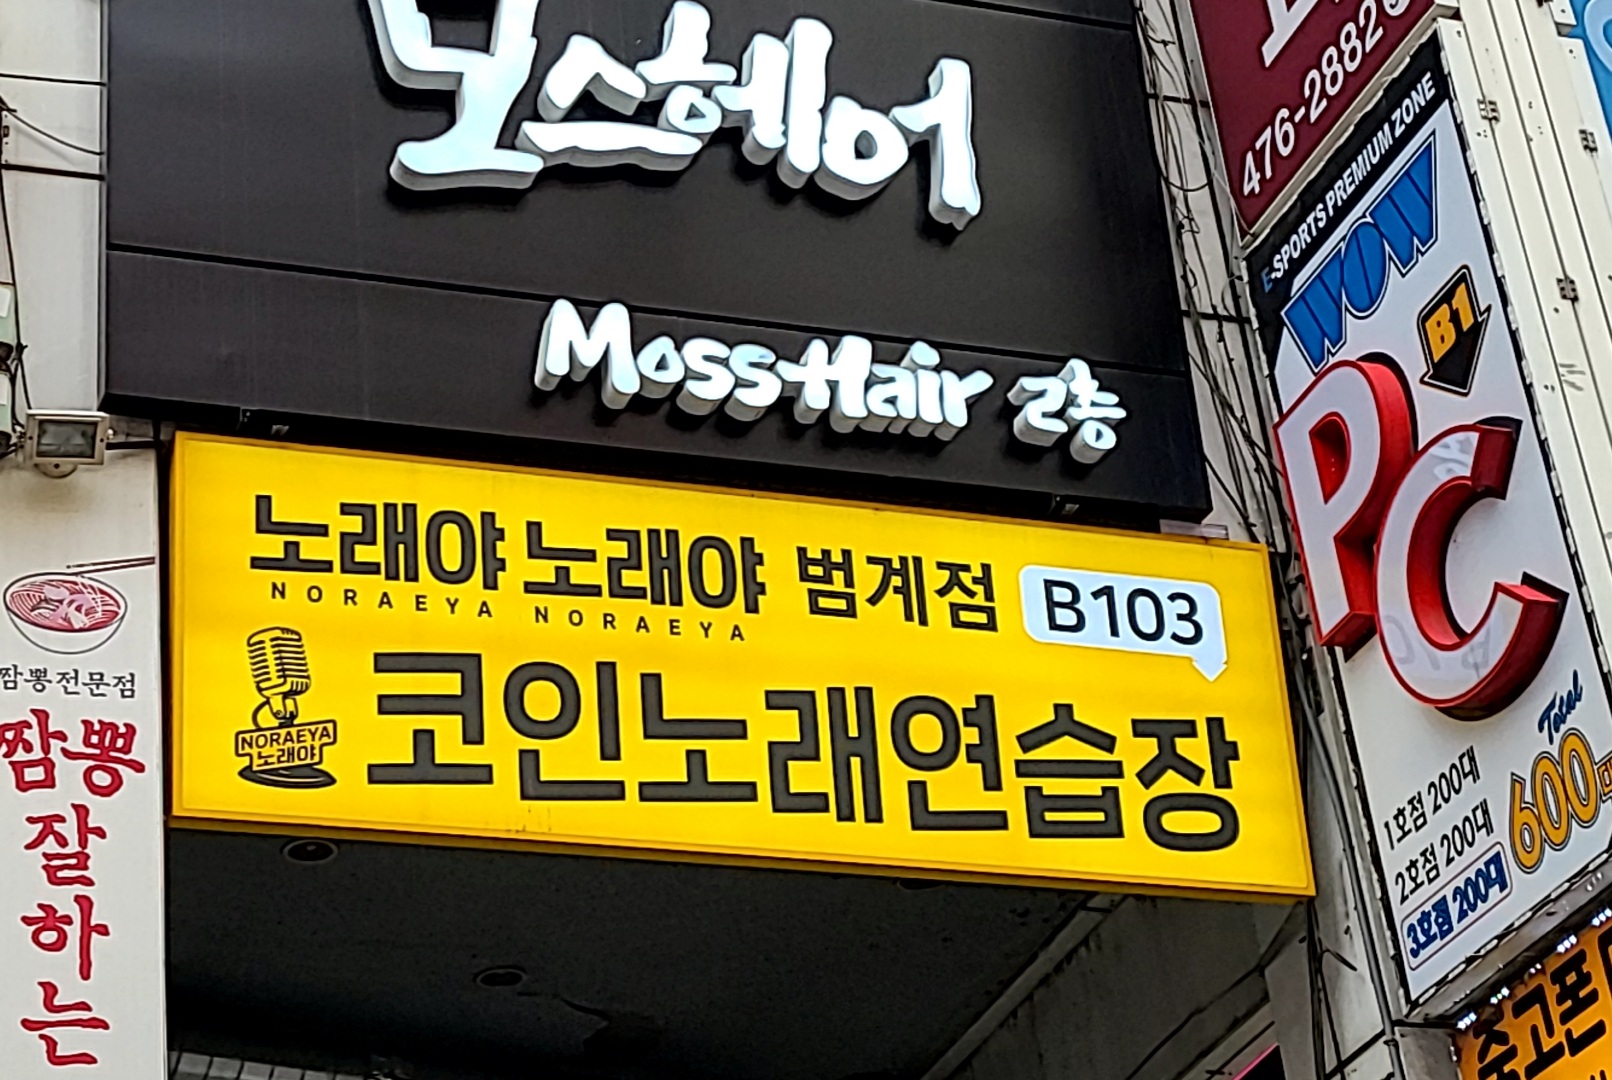 모스헤어
MossHair 2층
노래야 노래야 범계점 B103
NORAEYA NORAEYA
NORAEYA
노래야
코인노래연습장
짬뽕전문점
짬뽕
잘
하
는
476-2882
E-SPORTS PREMIUM ZONE
WOW
B1
PC
Total
600대
1호점 200대
2호점 200대
3호점 200대
중고폰